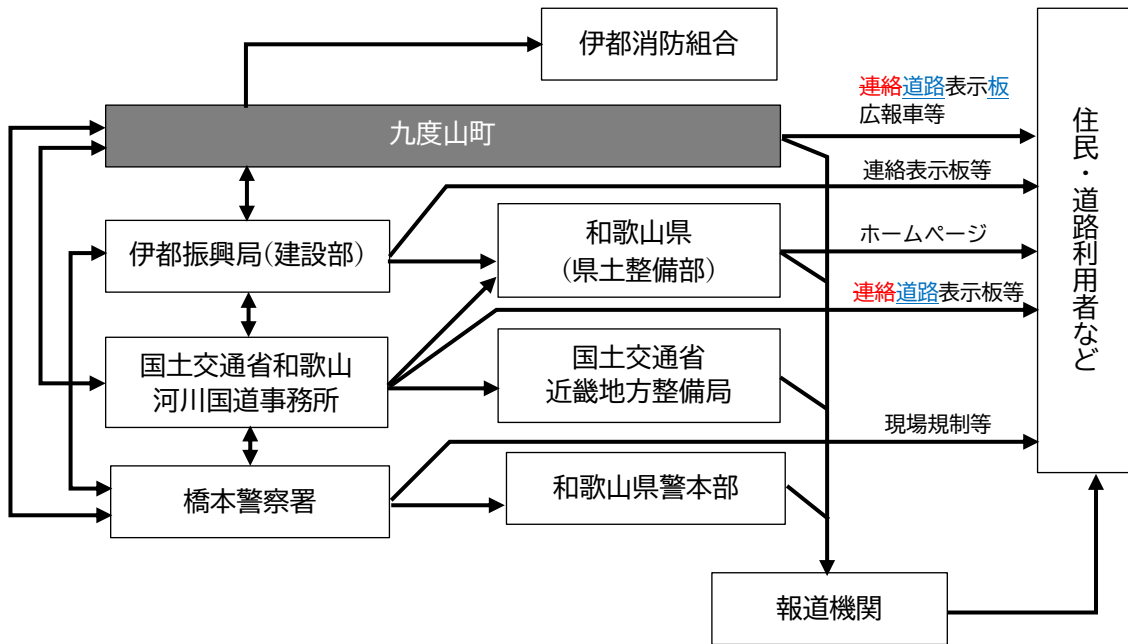 伊都消防組合
連絡道路表示板
広報車等
九度山町
連絡表示板等
伊都振興局(建設部)
和歌山県
(県土整備部)
ホームページ
連絡道路表示板等
国土交通省和歌山
河川国道事務所
国土交通省
近畿地方整備局
現場規制等
橋本警察署
和歌山県警本部
報道機関
住民・道路利用者など